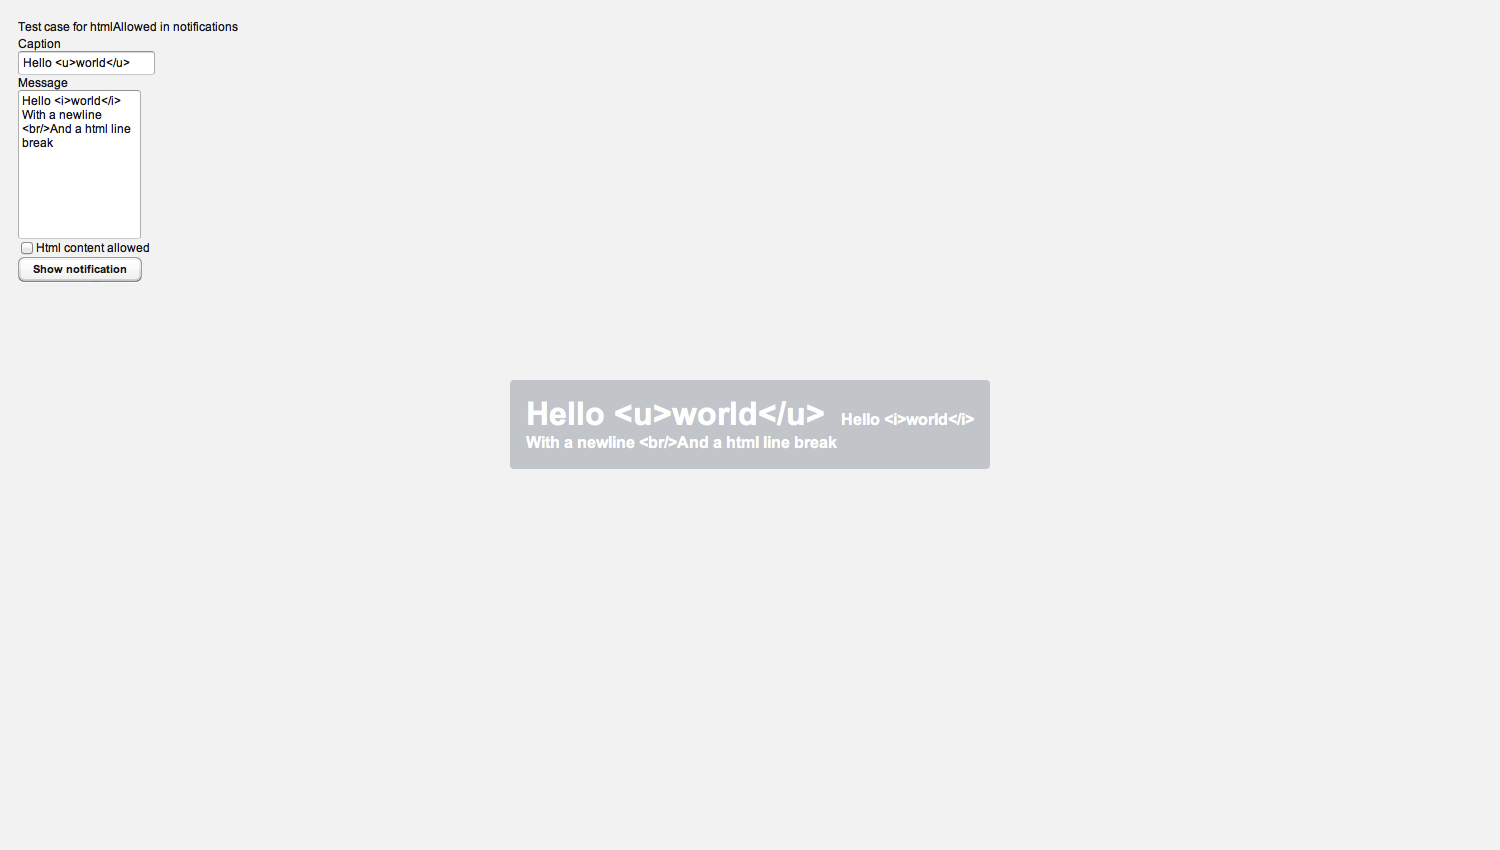 Test case for htmlAllowed in notifications
Caption
Hello <u>world</u>
Message
Hello <i>world</i>
With a newline
<br/>And a html line
break
Html content allowed
Show notification
Hello <u>world</u> Hello <i>world</i>
With a newline <br/>And a html line break